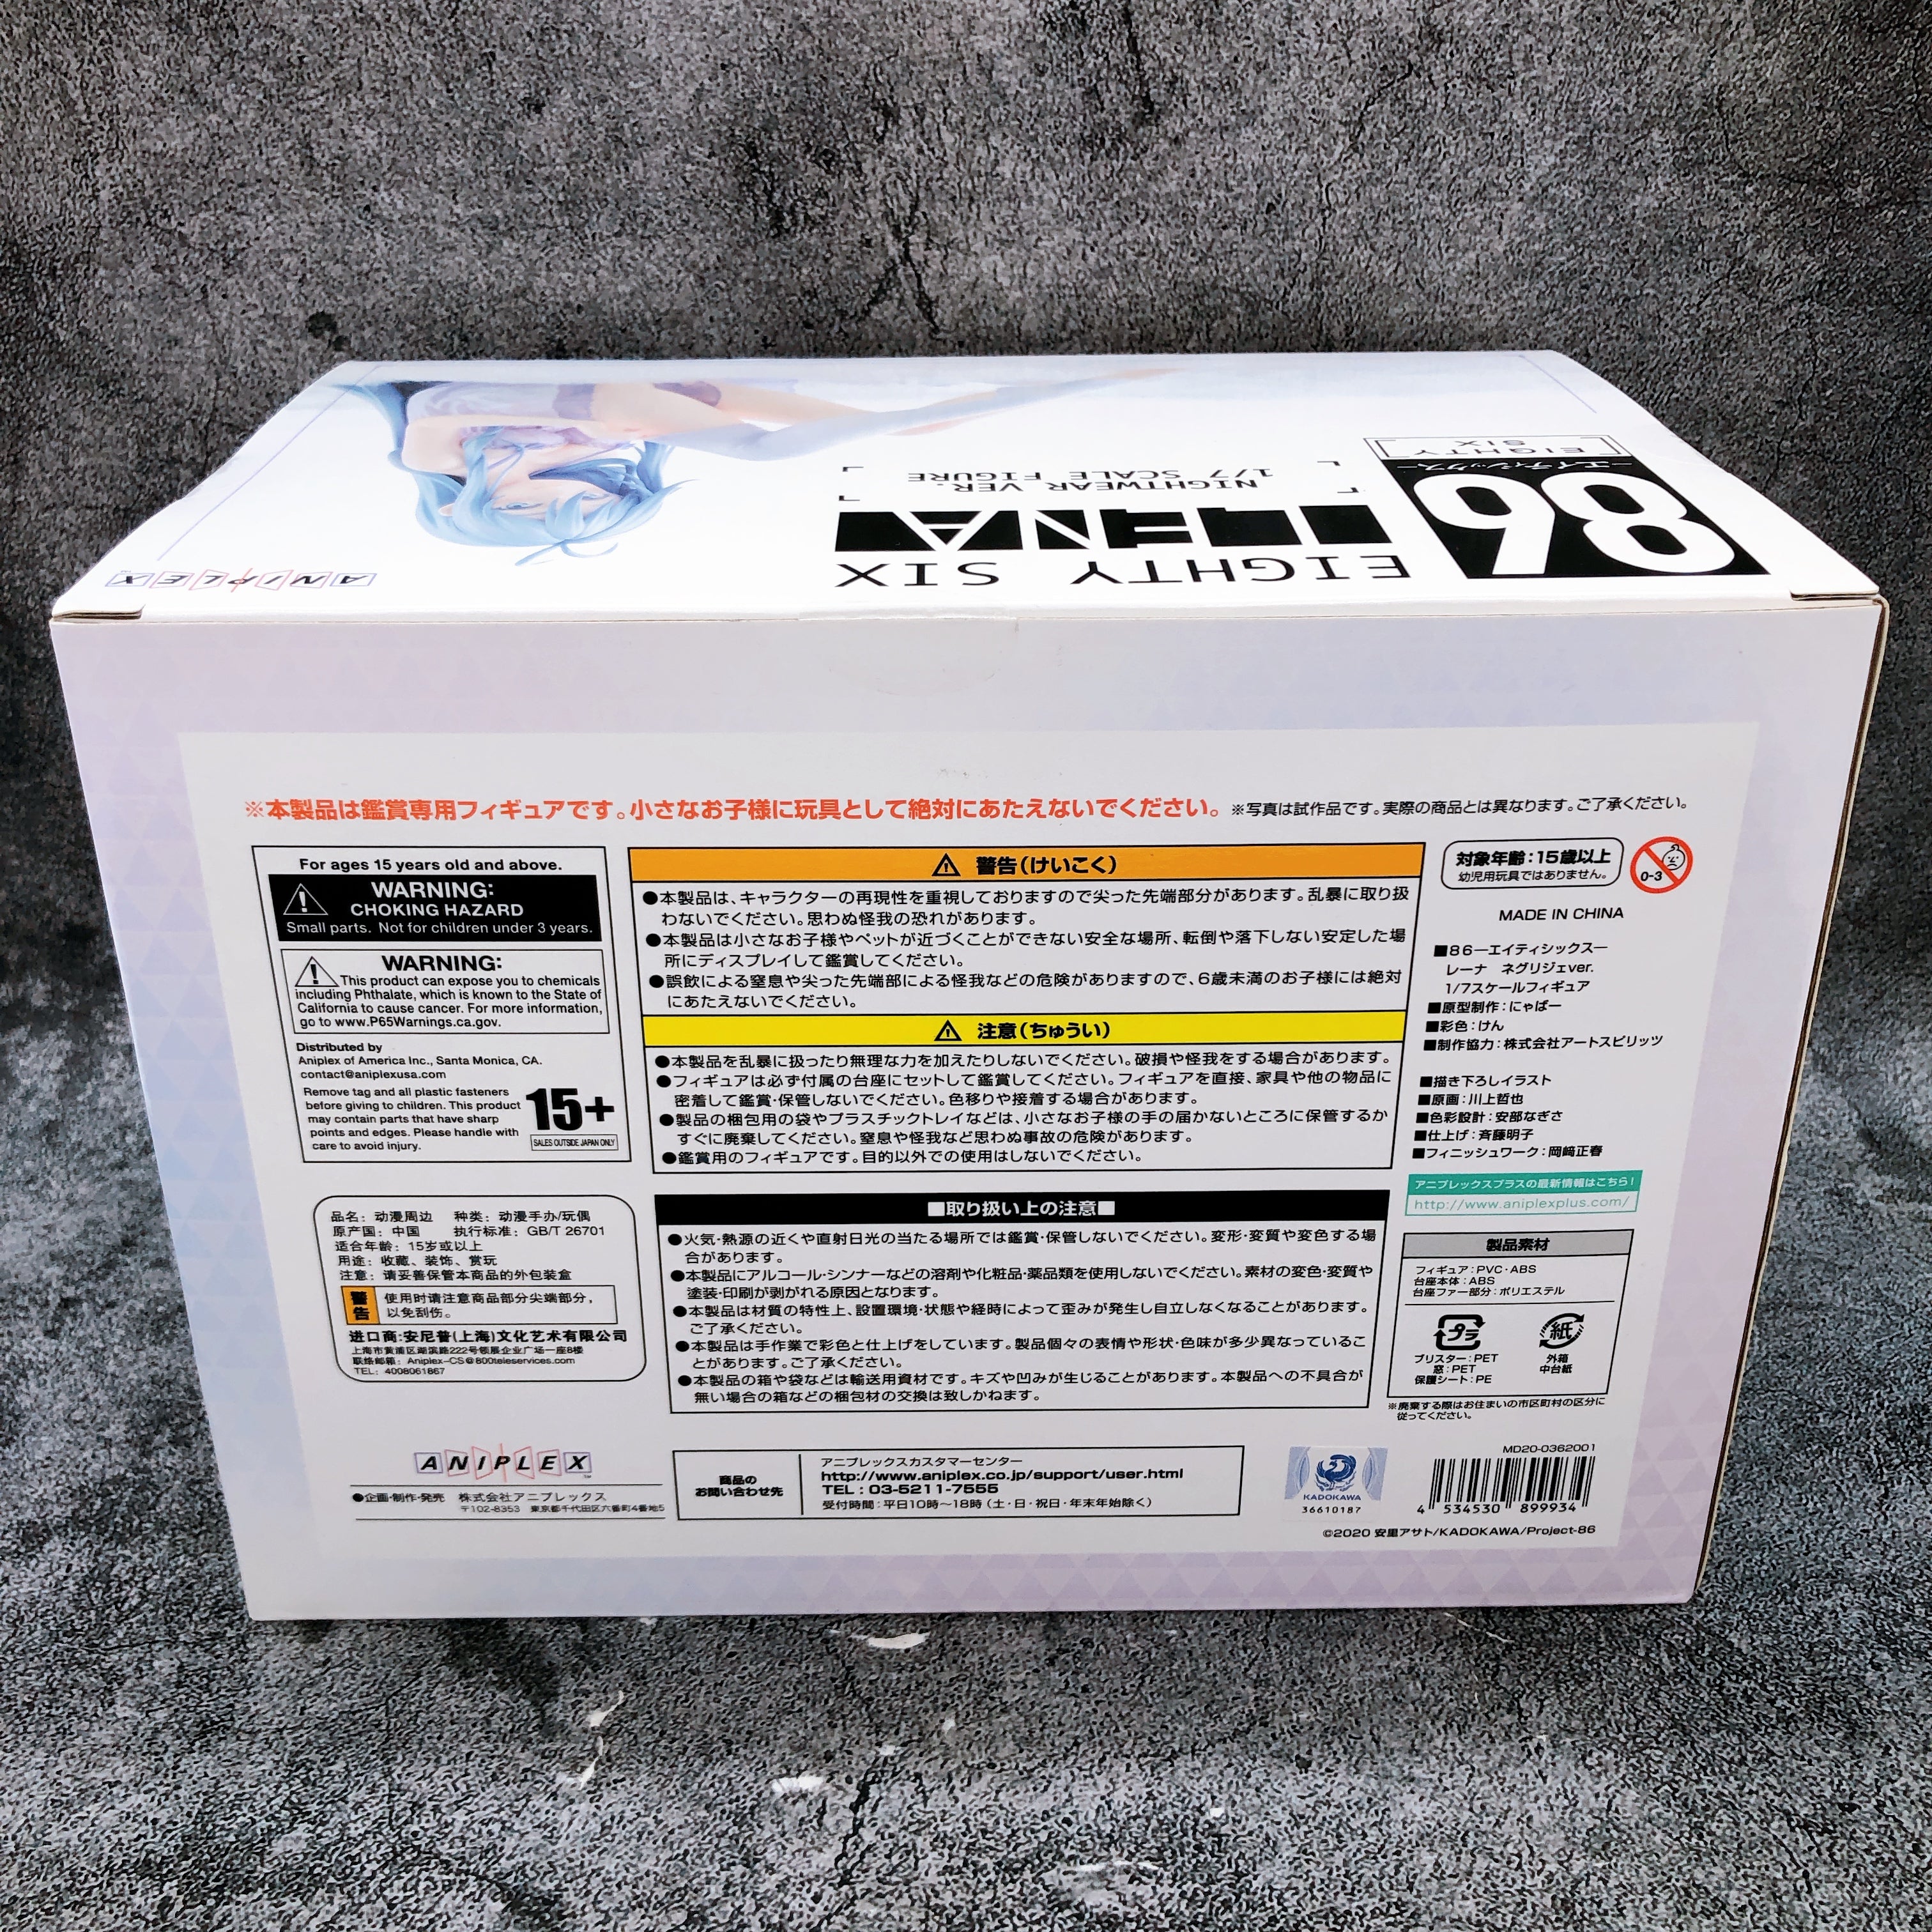 86
―エイティシックス―
EIGHTY
SIX
EIGHTY SIX
LENA
NIGHTWEAR VER.
1/7 SCALE FIGURE
ANIPLEX
※本製品は鑑賞専用フィギュアです。小さなお子様に玩具として絶対にあたえないでください。 ※写真は試作品です。実際の商品とは異なります。ご了承ください。
For ages 15 years old and above.
WARNING:
CHOKING HAZARD
Small parts. Not for children under 3 years.
WARNING:
This product can expose you to chemicals
including Phthalate, which is known to the State of
California to cause cancer. For more information,
go to www.P65Warnings.ca.gov.
Distributed by
Aniplex of America Inc., Santa Monica, CA.
contact@aniplexusa.com
Remove tag and all plastic fasteners
before giving to children. This product
may contain parts that have sharp
points and edges. Please handle with
care to avoid injury.
15+
SALES OUTSIDE JAPAN ONLY
品名：动漫周边 种类：动漫手办/玩偶
原产国：中国 执行标准：GB/T 26701
适合年龄：15岁或以上
用途：收藏、装饰、赏玩
注意：请妥善保管本商品的外包装盒
警告
使用时请注意商品部分尖端部分，
以免刮伤。
进口商:安尼普(上海)文化艺术有限公司
上海市黄浦区湖滨路222号领展企业广场一座8楼
联络邮箱：Aniplex-CS@800teleservices.com
TEL：4008961867
ANIPLEX
●企画・制作・発売 株式会社アニプレックス
〒102-8353 東京都千代田区六番町4番地5
警告(けいこく)
●本製品は、キャラクターの再現性を重視しておりますので尖った先端部分があります。乱暴に取り扱
わないでください。思わぬ怪我の恐れがあります。
●本製品は小さなお子様やペットが近づくことができない安全な場所、転倒や落下しない安定した場
所にディスプレイして鑑賞してください。
●誤飲による窒息や尖った先端部による怪我などの危険がありますので、6歳未満のお子様には絶対
にあたえないでください。
注意(ちゅうい)
●本製品を乱暴に扱ったり無理な力を加えたりしないでください。破損や怪我をする場合があります。
●フィギュアは必ず付属の台座にセットして鑑賞してください。フィギュアを直接、家具や他の物品に
密着して鑑賞・保管しないでください。色移りや接着する場合があります。
●製品の梱包用の袋やプラスチックトレイなどは、小さなお子様の手の届かないところに保管するか
すぐに廃棄してください。窒息や怪我など思わぬ事故の危険があります。
●鑑賞用のフィギュアです。目的以外での使用はしないでください。
■取り扱い上の注意■
●火気・熱源の近くや直射日光の当たる場所では鑑賞・保管しないでください。変形・変質や変色する場
合があります。
●本製品にアルコール・シンナーなどの溶剤や化粧品・薬品類を使用しないでください。素材の変色・変質や
塗装・印刷が剥がれる原因となります。
●本製品は材質の特性上、設置環境・状態や経時によって歪みが発生し自立しなくなることがあります。
ご了承ください。
●本製品は手作業で彩色と仕上げをしています。製品個々の表情や形状・色味が多少異なっているこ
とがあります。ご了承ください。
●本製品の箱や袋などは輸送用資材です。キズや凹みが生じることがあります。本製品への不具合が
無い場合の箱などの梱包材の交換は致しかねます。
商品の
お問い合わせ先
アニプレックスカスタマーセンター
http://www.aniplex.co.jp/support/user.html
TEL：03-5211-7555
受付時間：平日10時～18時（土・日・祝日・年末年始除く）
対象年齢：15歳以上
幼児用玩具ではありません。
0-3
MADE IN CHINA
■86―エイティシックス―
レーナ ネグリジェver.
1/7スケールフィギュア
■原型制作：にゃばー
■彩色：けん
■制作協力：株式会社アートスピリッツ
■描き下ろしイラスト
■原画：川上哲也
■色彩設計：安部なぎさ
■仕上げ：斉藤明子
■フィニッシュワーク：岡﨑正春
アニプレックスプラスの最新情報はこちら！
http://www.aniplexplus.com/
製品素材
フィギュア：PVC・ABS
台座本体：ABS
台座ファー部分：ポリエステル
プラ
ブリスター：PET
窓：PET
保護シート：PE
紙
外箱
中台紙
※廃棄する際はお住まいの市区町村の区分に
従ってください。
KADOKAWA
36610187
MD20-0362001
4 534530 899934
©2020 安里アサト/KADOKAWA/Project-86